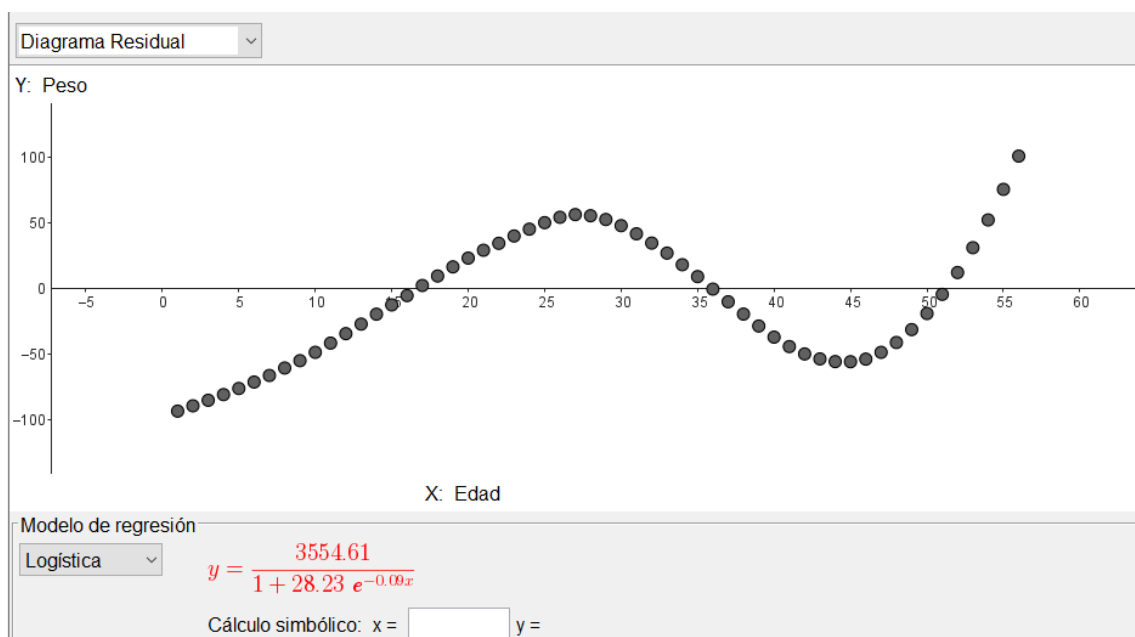 Diagrama Residual
Y: Peso
100
50
0
−50
−100
−5 0 5 10 15 20 25 30 35 40 45 50 55 60
X: Edad
Modelo de regresión
Logística
y = 3554.61 / (1 + 28.23 e^(−0.09x))
Cálculo simbólico: x = y =